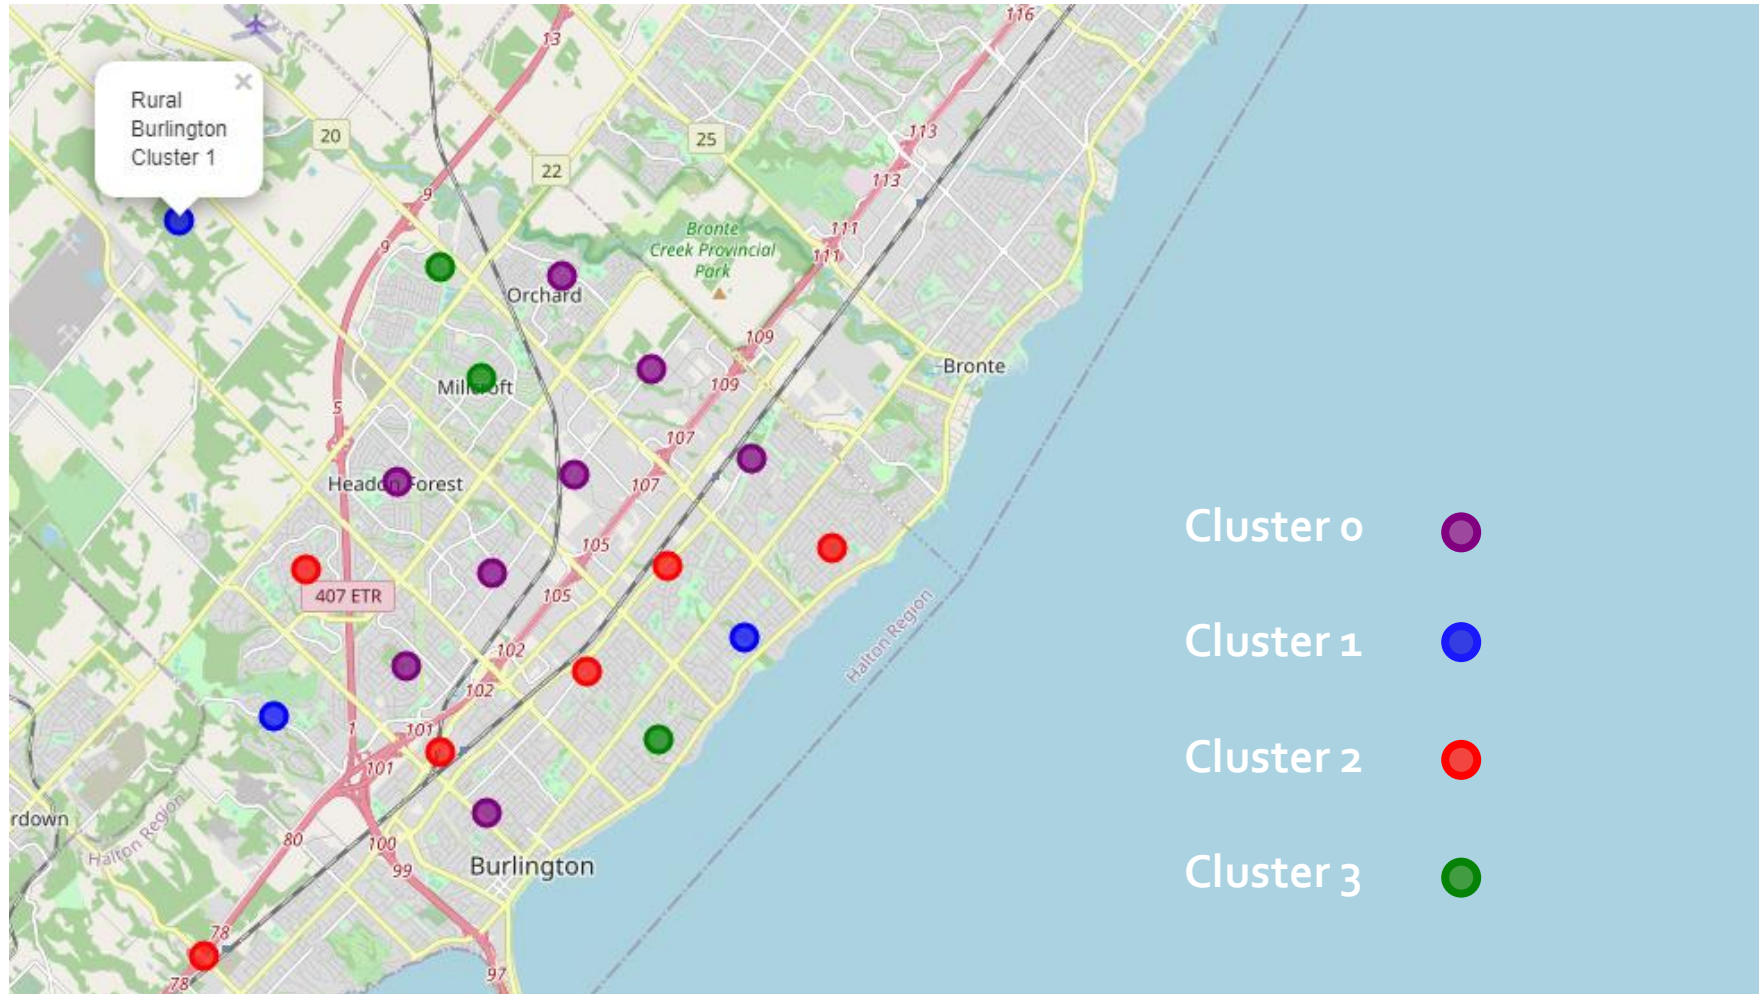 116
13
×
Rural
Burlington
Cluster 1
20
25
113
22
113
9
Bronte
Creek Provincial
Park
111
9
111
Orchard
109
Bronte
Millcroft
109
5
107
Headon Forest
107
Cluster 0
105
407 ETR
105
Halton Region
Cluster 1
102
102
1
101
101
Cluster 2
rdown
Halton Region
80
100
99
Burlington
Cluster 3
78
97
78